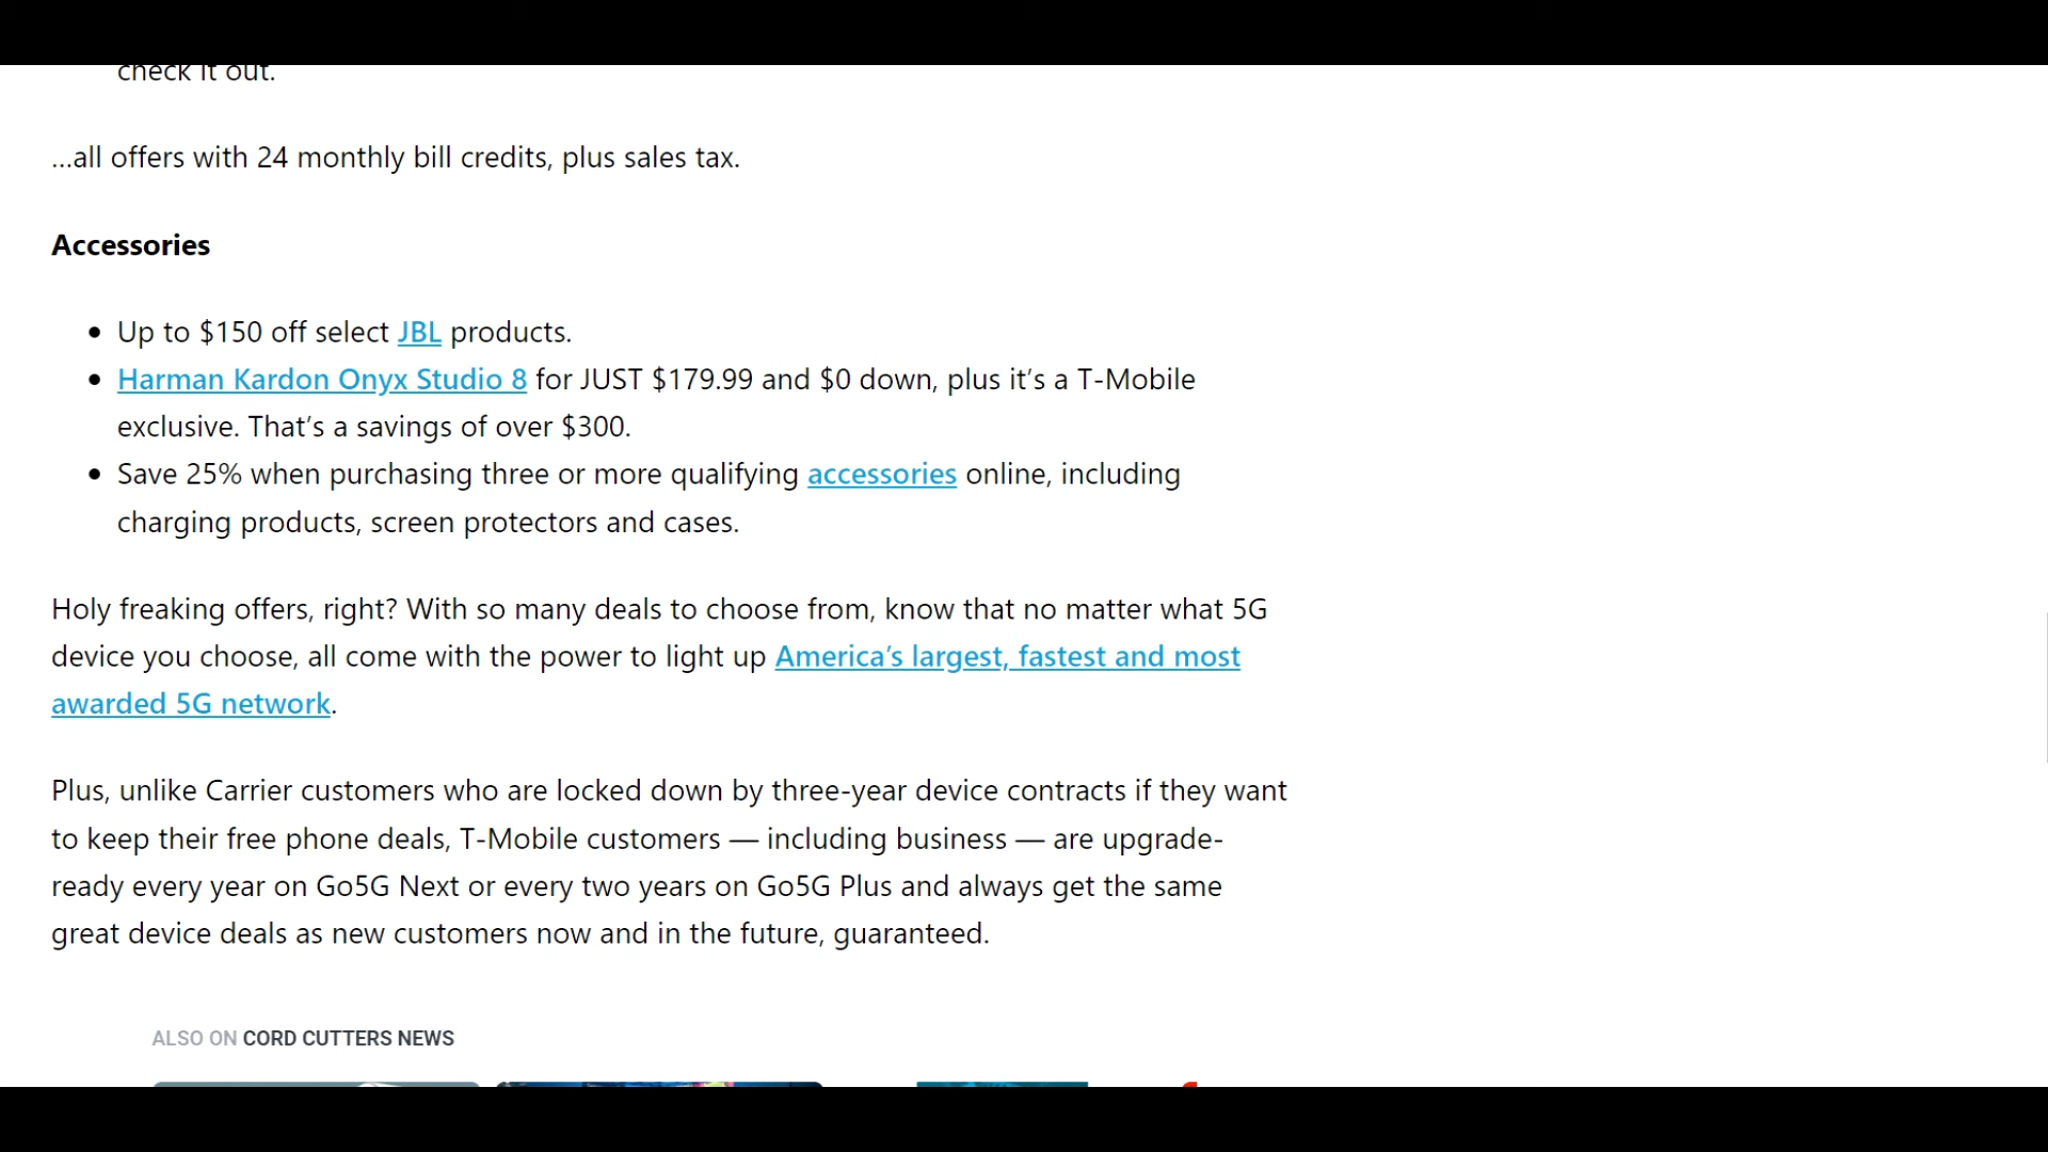 check it out.
…all offers with 24 monthly bill credits, plus sales tax.
Accessories
Up to $150 off select JBL products.
Harman Kardon Onyx Studio 8 for JUST $179.99 and $0 down, plus it’s a T-Mobile
exclusive. That’s a savings of over $300.
Save 25% when purchasing three or more qualifying accessories online, including
charging products, screen protectors and cases.
Holy freaking offers, right? With so many deals to choose from, know that no matter what 5G
device you choose, all come with the power to light up America’s largest, fastest and most
awarded 5G network.
Plus, unlike Carrier customers who are locked down by three-year device contracts if they want
to keep their free phone deals, T-Mobile customers — including business — are upgrade-
ready every year on Go5G Next or every two years on Go5G Plus and always get the same
great device deals as new customers now and in the future, guaranteed.
ALSO ON CORD CUTTERS NEWS